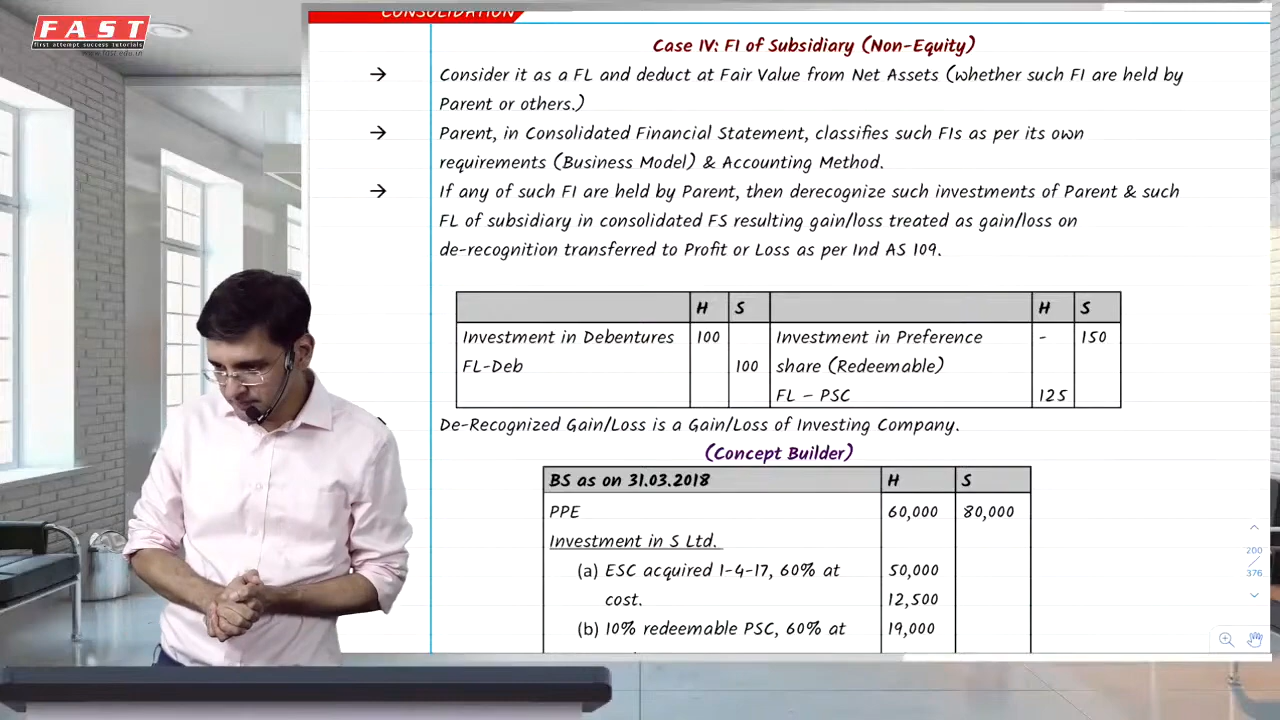 CONSOLIDATION
FAST
first attempt success tutorials
www.fast.edu.in
Case IV: FI of Subsidiary (Non-Equity)
→ Consider it as a FL and deduct at Fair Value from Net Assets (whether such FI are held by
Parent or others.)
→ Parent, in Consolidated Financial Statement, classifies such FIs as per its own
requirements (Business Model) & Accounting Method.
→ If any of such FI are held by Parent, then derecognize such investments of Parent & such
FL of subsidiary in consolidated FS resulting gain/loss treated as gain/loss on
de-recognition transferred to Profit or Loss as per Ind AS 109.
H S H S
Investment in Debentures 100 Investment in Preference - 150
FL-Deb 100 share (Redeemable)
FL – PSC 125
De-Recognized Gain/Loss is a Gain/Loss of Investing Company.
(Concept Builder)
BS as on 31.03.2018 H S
PPE 60,000 80,000
Investment in S Ltd.
(a) ESC acquired 1-4-17, 60% at 50,000
cost. 12,500
(b) 10% redeemable PSC, 60% at 19,000
200
376